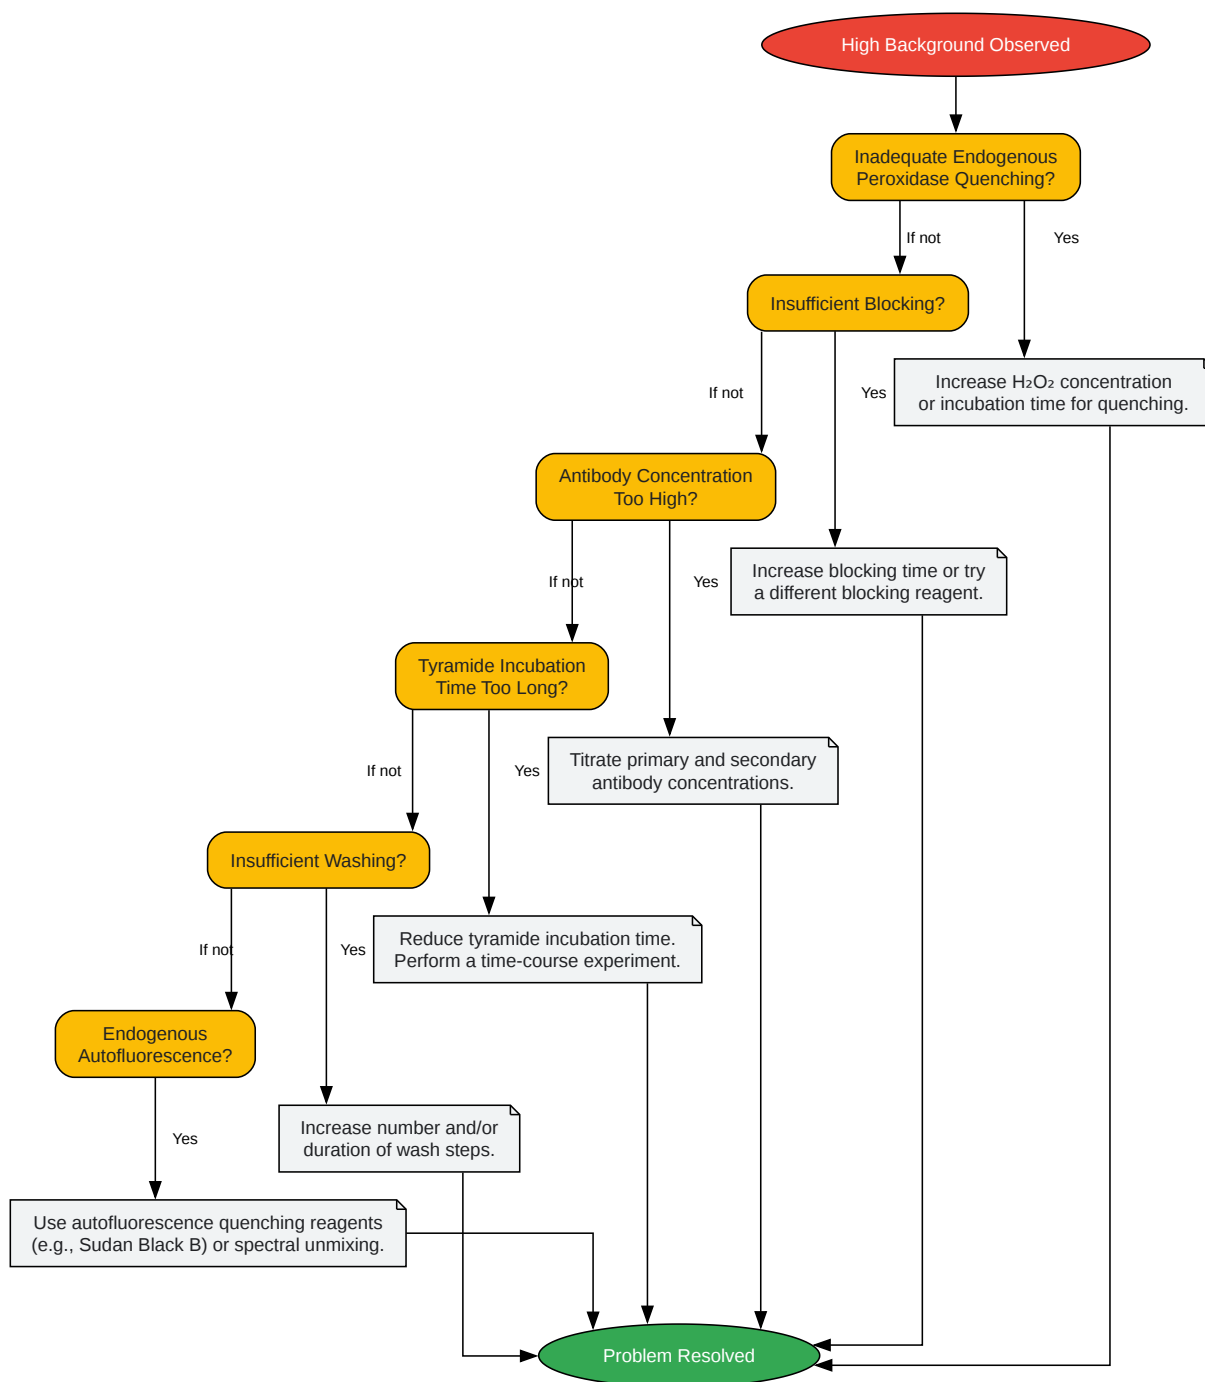 High Background Observed
Inadequate Endogenous
Peroxidase Quenching?
If not
Yes
Insufficient Blocking?
If not
Yes
Increase H₂O₂ concentration
or incubation time for quenching.
Antibody Concentration
Too High?
If not
Yes
Increase blocking time or try
a different blocking reagent.
Tyramide Incubation
Time Too Long?
If not
Yes
Titrate primary and secondary
antibody concentrations.
Insufficient Washing?
If not
Yes
Reduce tyramide incubation time.
Perform a time-course experiment.
Endogenous
Autofluorescence?
Yes
Increase number and/or
duration of wash steps.
Use autofluorescence quenching reagents
(e.g., Sudan Black B) or spectral unmixing.
Problem Resolved